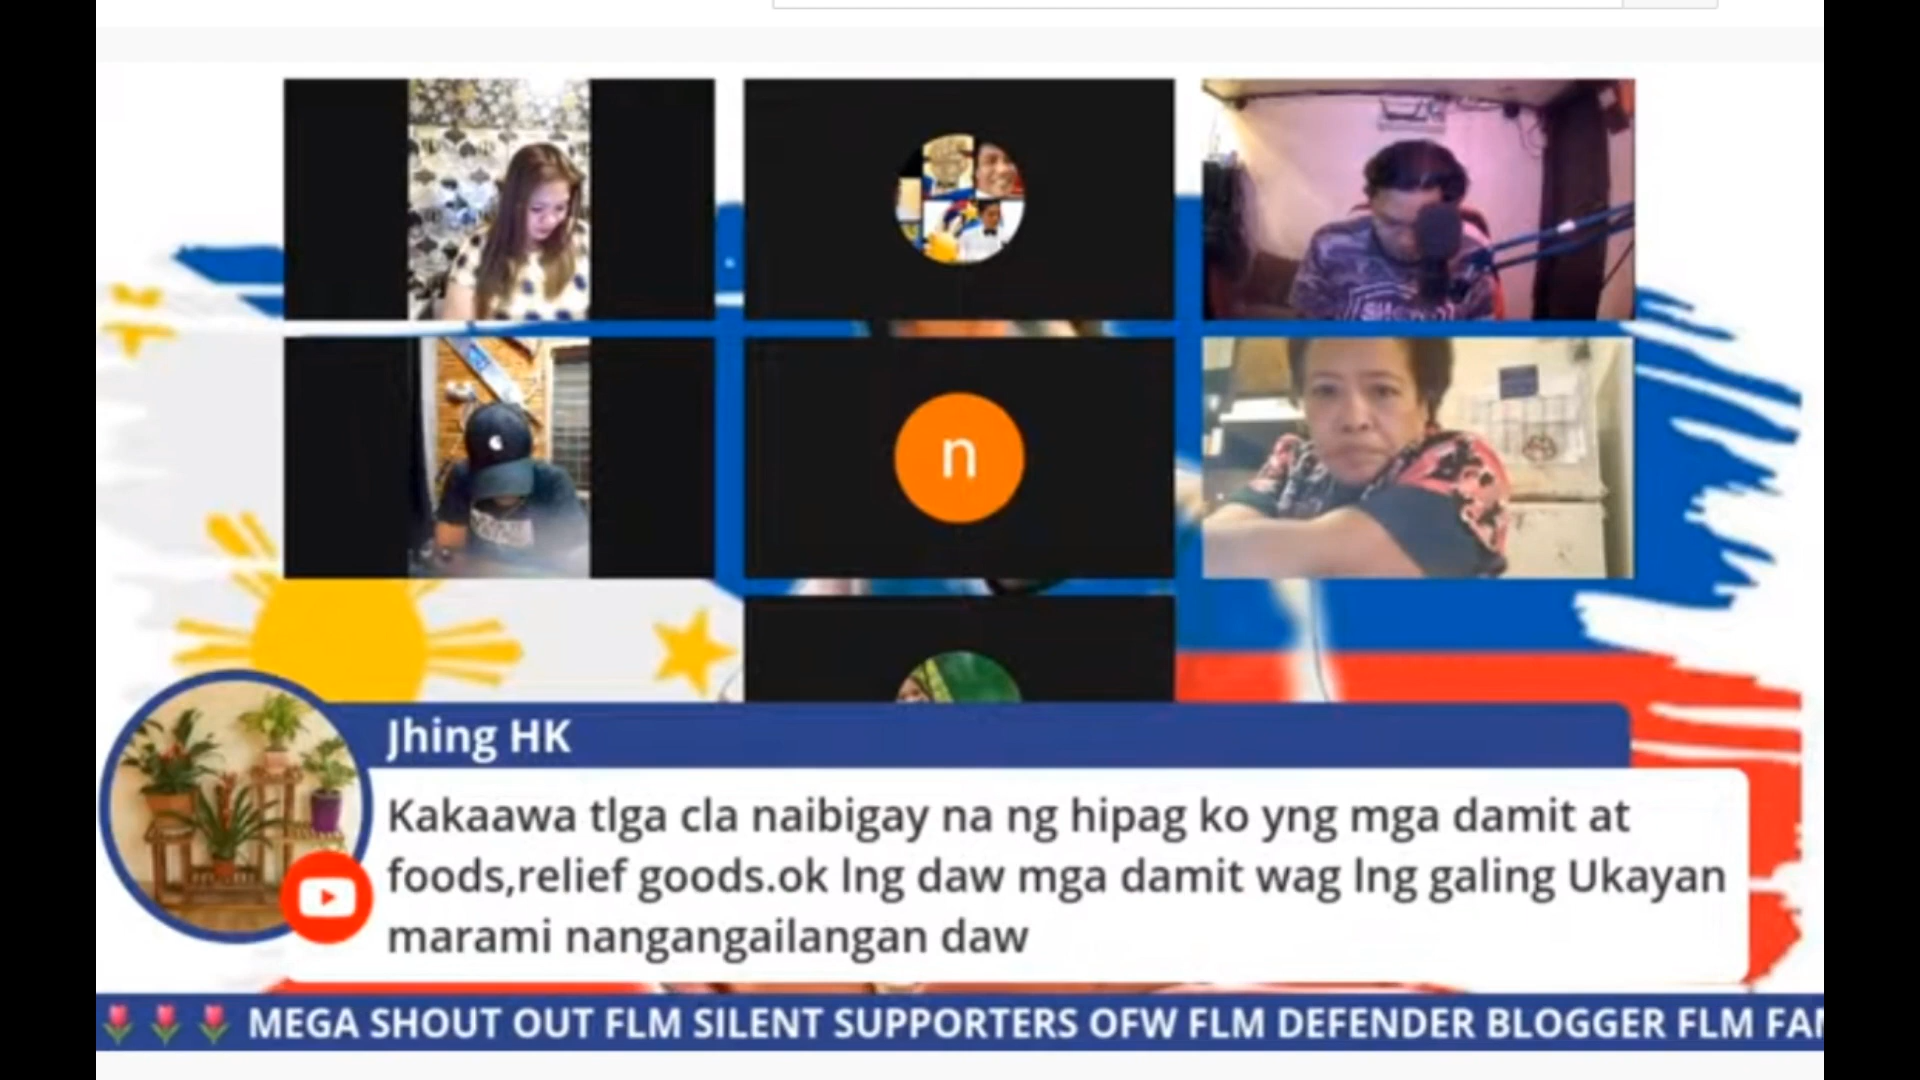 n
Jhing HK
Kakaawa tlga cla naibigay na ng hipag ko yng mga damit at
foods,relief goods.ok lng daw mga damit wag lng galing Ukayan
marami nangangailangan daw
🌷 🌷 🌷 MEGA SHOUT OUT FLM SILENT SUPPORTERS OFW FLM DEFENDER BLOGGER FLM